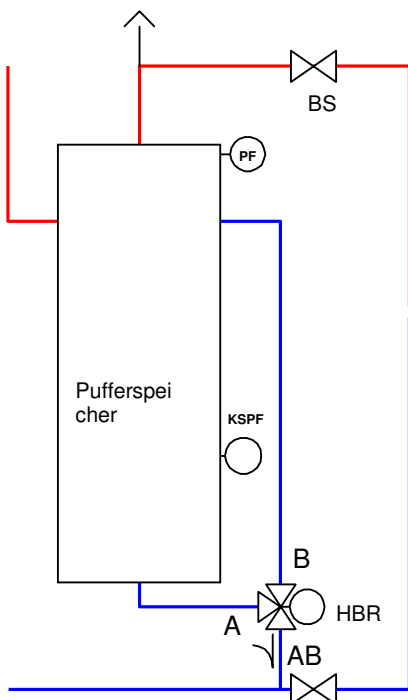 BS
PF
Pufferspei
cher
KSPF
B
A
HBR
AB